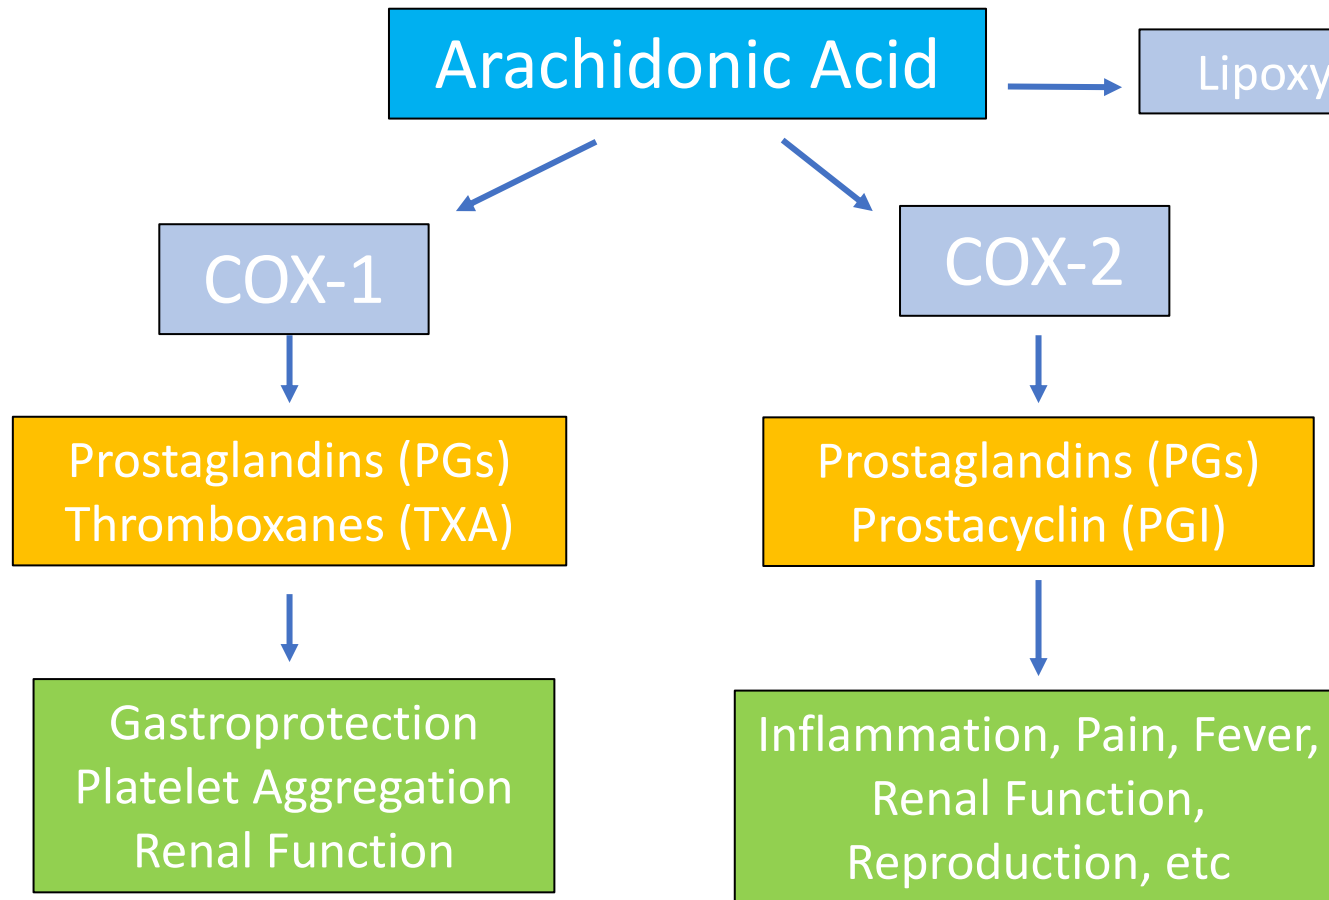 Arachidonic Acid
Lipoxy
COX-1
COX-2
Prostaglandins (PGs)
Thromboxanes (TXA)
Prostaglandins (PGs)
Prostacyclin (PGI)
Gastroprotection
Platelet Aggregation
Renal Function
Inflammation, Pain, Fever,
Renal Function,
Reproduction, etc